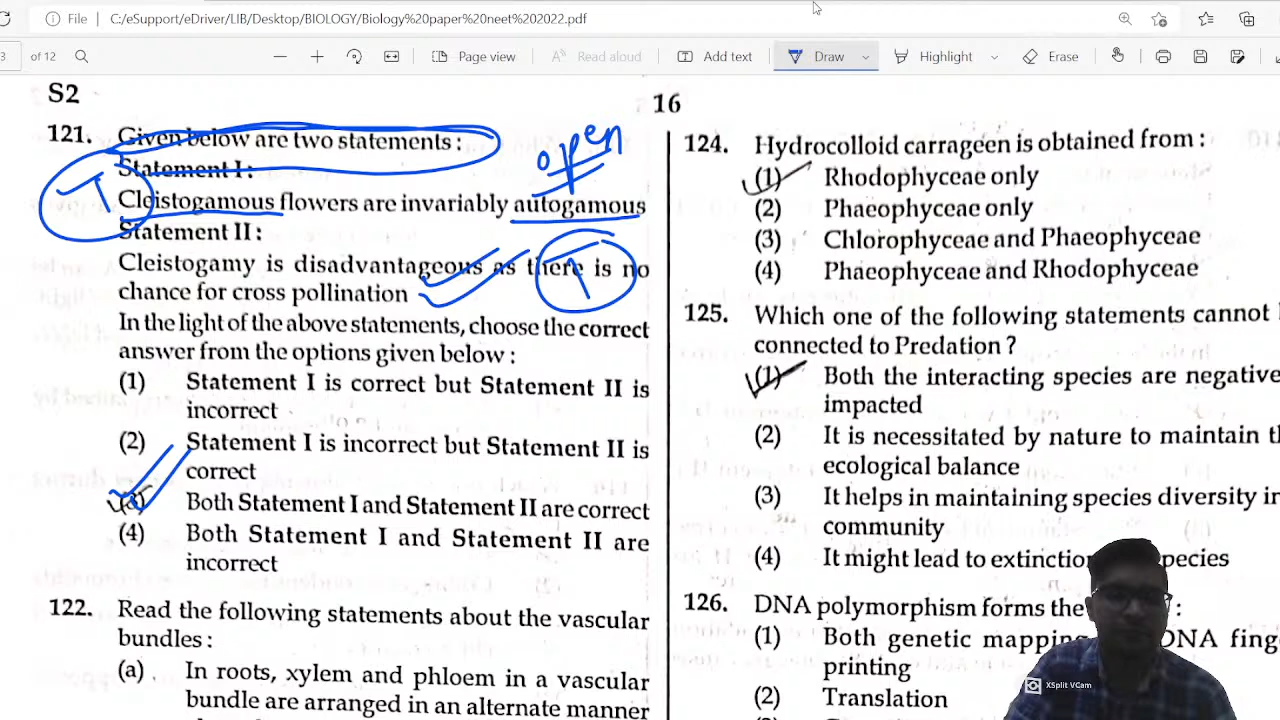 File
C:/eSupport/eDriver/LIB/Desktop/BIOLOGY/Biology%20paper%20neet%202022.pdf
3 of 12
Page view
Read aloud
Add text
Draw
Highlight
Erase
S2
16
121. Given below are two statements :
open
Statement I :
T
Cleistogamous flowers are invariably autogamous
Statement II :
T
Cleistogamy is disadvantageous as there is no
chance for cross pollination
In the light of the above statements, choose the correct
answer from the options given below :
(1) Statement I is correct but Statement II is
incorrect
(2) Statement I is incorrect but Statement II is
correct
(3) Both Statement I and Statement II are correct
(4) Both Statement I and Statement II are
incorrect
122. Read the following statements about the vascular
bundles :
(a) In roots, xylem and phloem in a vascular
bundle are arranged in an alternate manner
124. Hydrocolloid carrageen is obtained from :
(1) Rhodophyceae only
(2) Phaeophyceae only
(3) Chlorophyceae and Phaeophyceae
(4) Phaeophyceae and Rhodophyceae
125. Which one of the following statements cannot
connected to Predation ?
(1) Both the interacting species are negative
impacted
(2) It is necessitated by nature to maintain
ecological balance
(3) It helps in maintaining species diversity in
community
(4) It might lead to extinction pecies
126. DNA polymorphism forms the :
(1) Both genetic mapping DNA fing
printing
(2) Translation
XSplit VCam